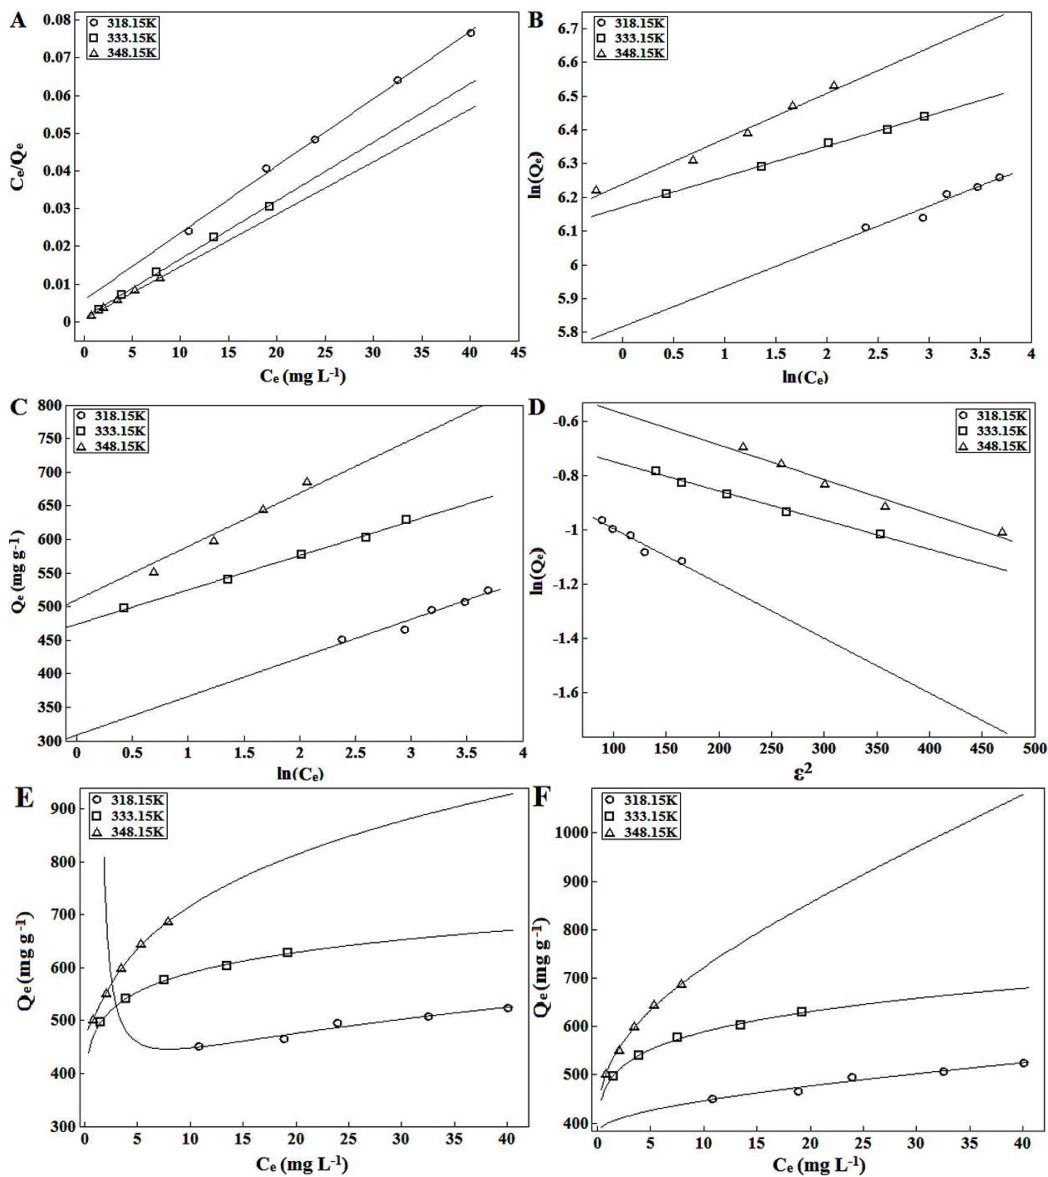 A
318.15K
333.15K
348.15K
0.08
0.07
0.06
0.05
0.04
0.03
0.02
0.01
0
Ce/Qe
0 5 10 15 20 25 30 35 40 45
Ce (mg L-1)
B
318.15K
333.15K
348.15K
6.7
6.6
6.5
6.4
6.3
6.2
6.1
6
5.9
5.8
ln(Qe)
0 0.5 1 1.5 2 2.5 3 3.5 4
ln(Ce)
C
318.15K
333.15K
348.15K
800
750
700
650
600
550
500
450
400
350
300
Qe (mg g-1)
0 0.5 1 1.5 2 2.5 3 3.5 4
ln(Ce)
D
318.15K
333.15K
348.15K
-0.6
-0.8
-1
-1.2
-1.4
-1.6
ln(Qe)
100 150 200 250 300 350 400 450 500
ε2
E
318.15K
333.15K
348.15K
900
800
700
600
500
400
300
Qe (mg g-1)
0 5 10 15 20 25 30 35 40
Ce (mg L-1)
F
318.15K
333.15K
348.15K
1000
900
800
700
600
500
400
Qe (mg g-1)
0 5 10 15 20 25 30 35 40
Ce (mg L-1)